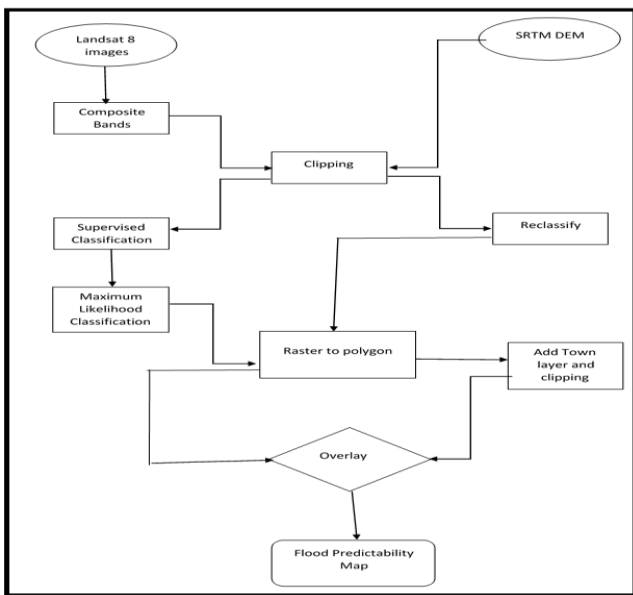 Landsat 8
images
SRTM DEM
Composite
Bands
Clipping
Supervised
Classification
Reclassify
Maximum
Likelihood
Classification
Raster to polygon
Add Town
layer and
clipping
Overlay
Flood Predictability
Map